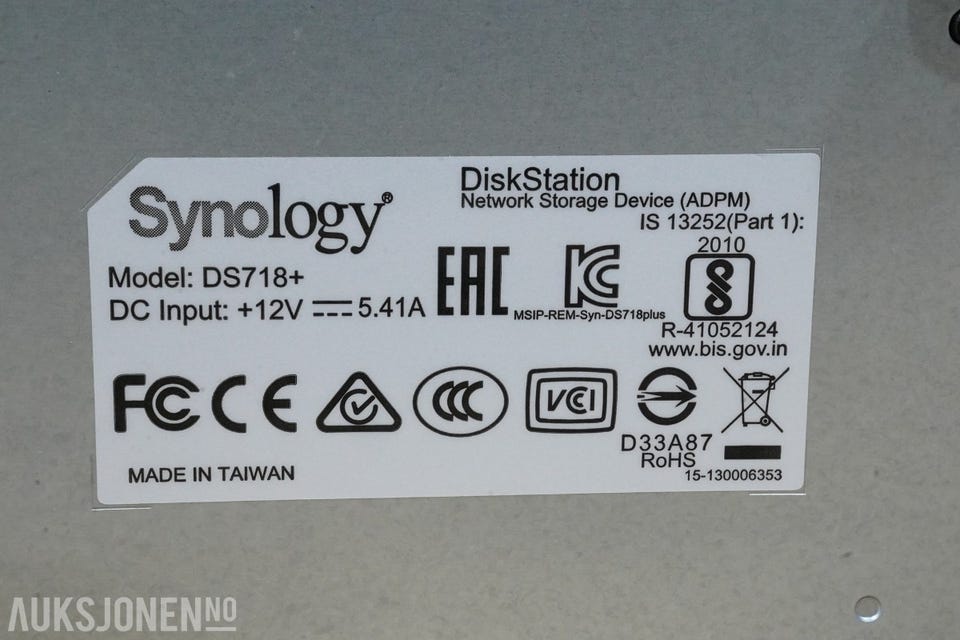 Synology®
DiskStation
Network Storage Device (ADPM)
IS 13252(Part 1):
2010
Model: DS718+
DC Input: +12V ⎓ 5.41A
EAC
KC
MSIP-REM-Syn-DS718plus
R-41052124
www.bis.gov.in
FC CE CCC VCI
D33A87
RoHS
MADE IN TAIWAN
15-130006353
AUKSJONEN.NO